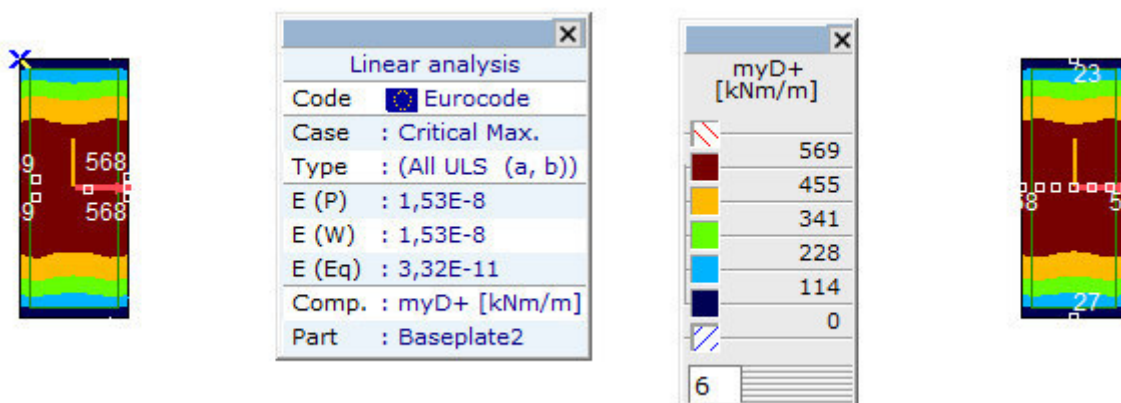 9 568
9 568
Linear analysis
Code Eurocode
Case : Critical Max.
Type : (All ULS (a, b))
E (P) : 1,53E-8
E (W) : 1,53E-8
E (Eq) : 3,32E-11
Comp. : myD+ [kNm/m]
Part : Baseplate2
myD+
[kNm/m]
569
455
341
228
114
0
6
23
58 5
27